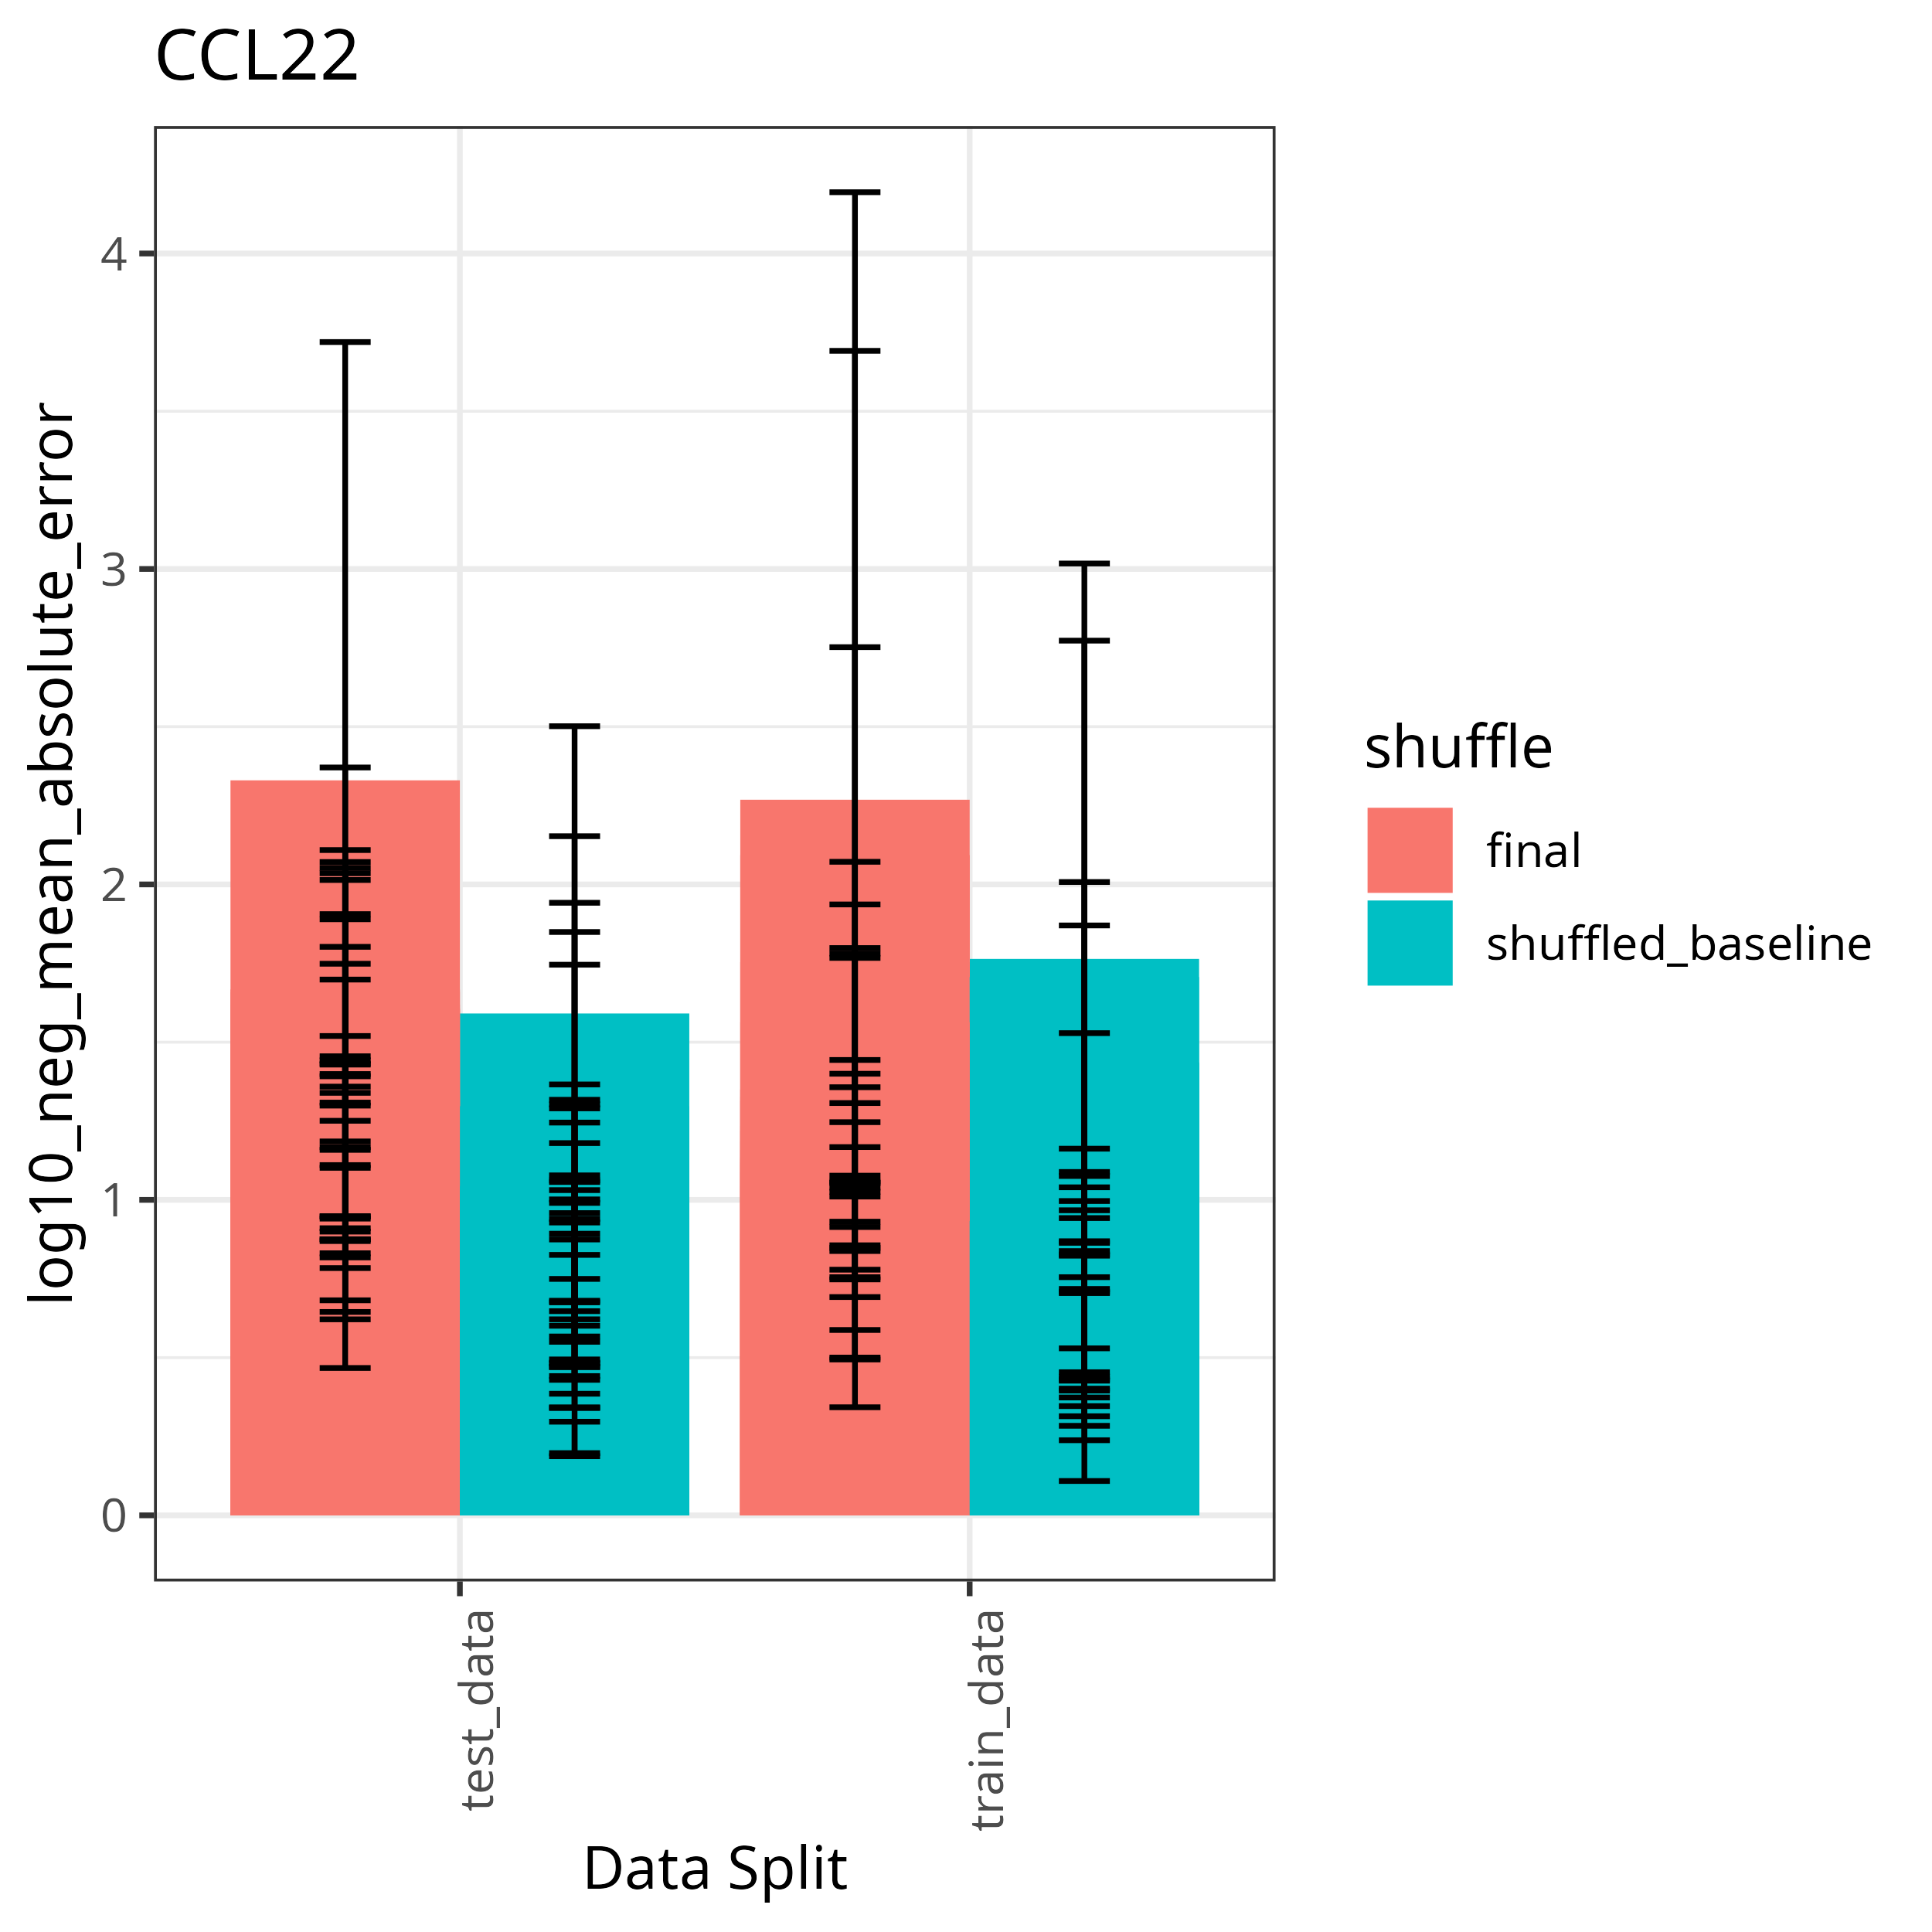 CCL22
log10_neg_mean_absolute_error
4
3
2
1
0
test_data
train_data
Data Split
shuffle
final
shuffled_baseline